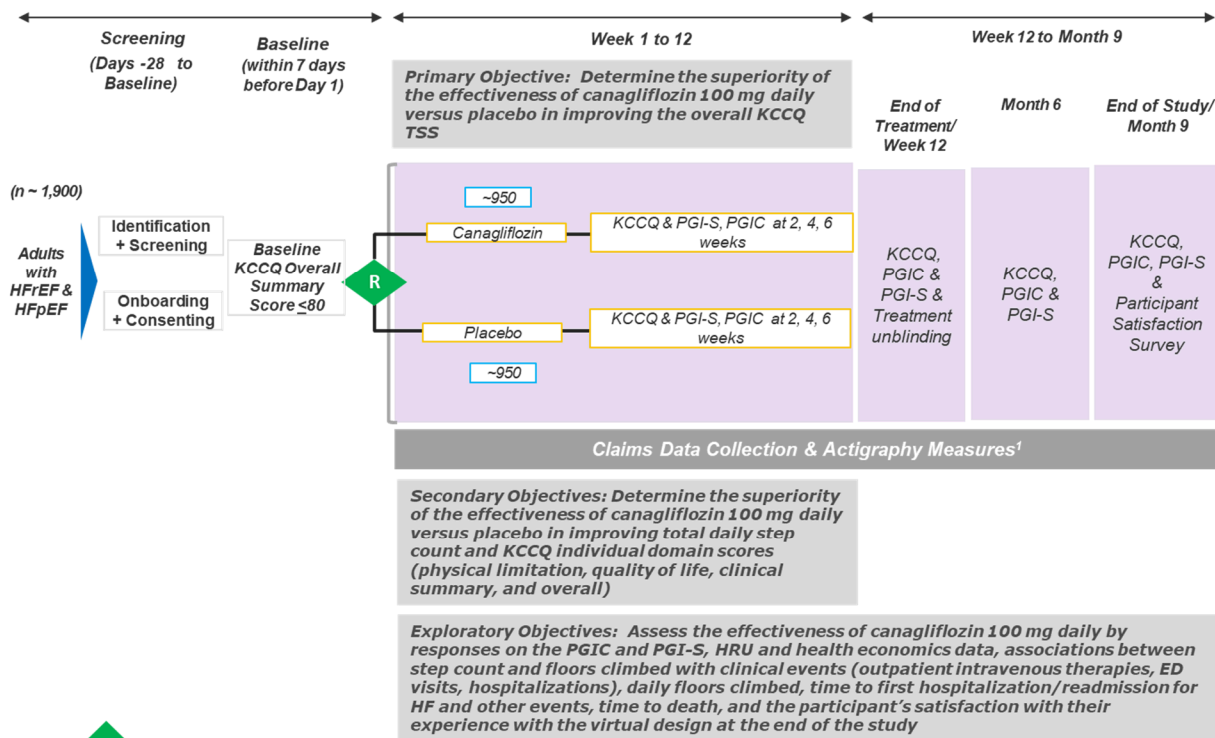 Screening
(Days -28 to
Baseline)
Baseline
(within 7 days
before Day 1)
Week 1 to 12
Week 12 to Month 9
Primary Objective: Determine the superiority of
the effectiveness of canagliflozin 100 mg daily
versus placebo in improving the overall KCCQ
TSS
End of
Treatment/
Week 12
Month 6
End of Study/
Month 9
(n ~ 1,900)
Adults
with
HFrEF &
HFpEF
Identification
+ Screening
Onboarding
+ Consenting
Baseline
KCCQ Overall
Summary
Score ≤80
R
~950
Canagliflozin
KCCQ & PGI-S, PGIC at 2, 4, 6
weeks
Placebo
KCCQ & PGI-S, PGIC at 2, 4, 6
weeks
~950
KCCQ,
PGIC &
PGI-S &
Treatment
unblinding
KCCQ,
PGIC &
PGI-S
KCCQ,
PGIC, PGI-S
&
Participant
Satisfaction
Survey
Claims Data Collection & Actigraphy Measures¹
Secondary Objectives: Determine the superiority
of the effectiveness of canagliflozin 100 mg daily
versus placebo in improving total daily step
count and KCCQ individual domain scores
(physical limitation, quality of life, clinical
summary, and overall)
Exploratory Objectives: Assess the effectiveness of canagliflozin 100 mg daily by
responses on the PGIC and PGI-S, HRU and health economics data, associations between
step count and floors climbed with clinical events (outpatient intravenous therapies, ED
visits, hospitalizations), daily floors climbed, time to first hospitalization/readmission for
HF and other events, time to death, and the participant's satisfaction with their
experience with the virtual design at the end of the study